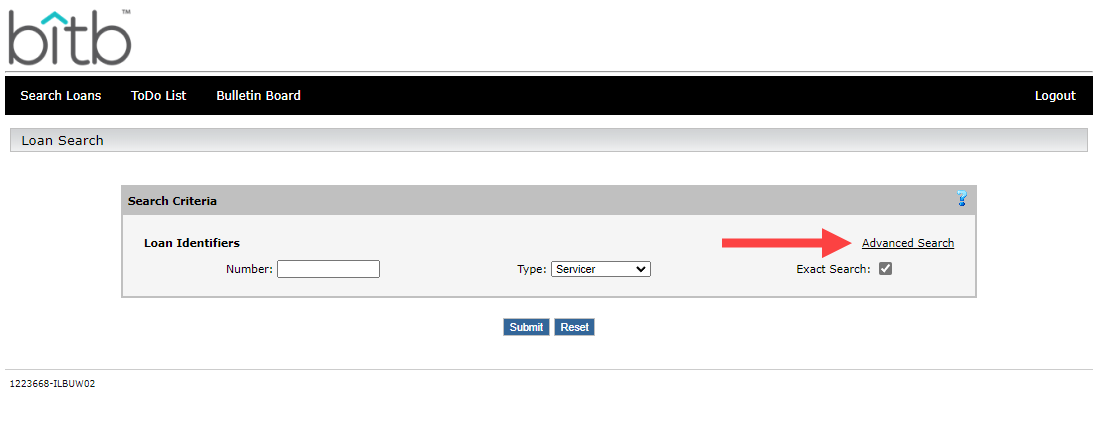 bitb™
Search Loans ToDo List Bulletin Board Logout
Loan Search
Search Criteria ?
Loan Identifiers Advanced Search
Number: Type: Servicer Exact Search:
Submit Reset
1223668-ILBUW02